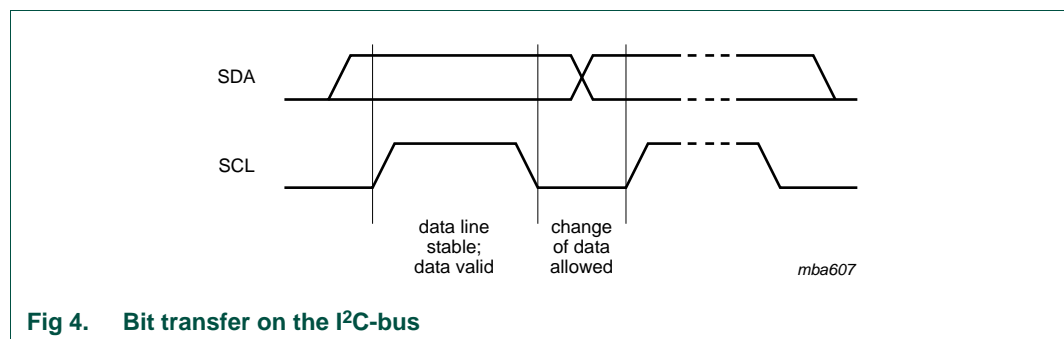 SDA
SCL
data line
stable;
data valid
change
of data
allowed
mba607
Fig 4. Bit transfer on the I²C-bus